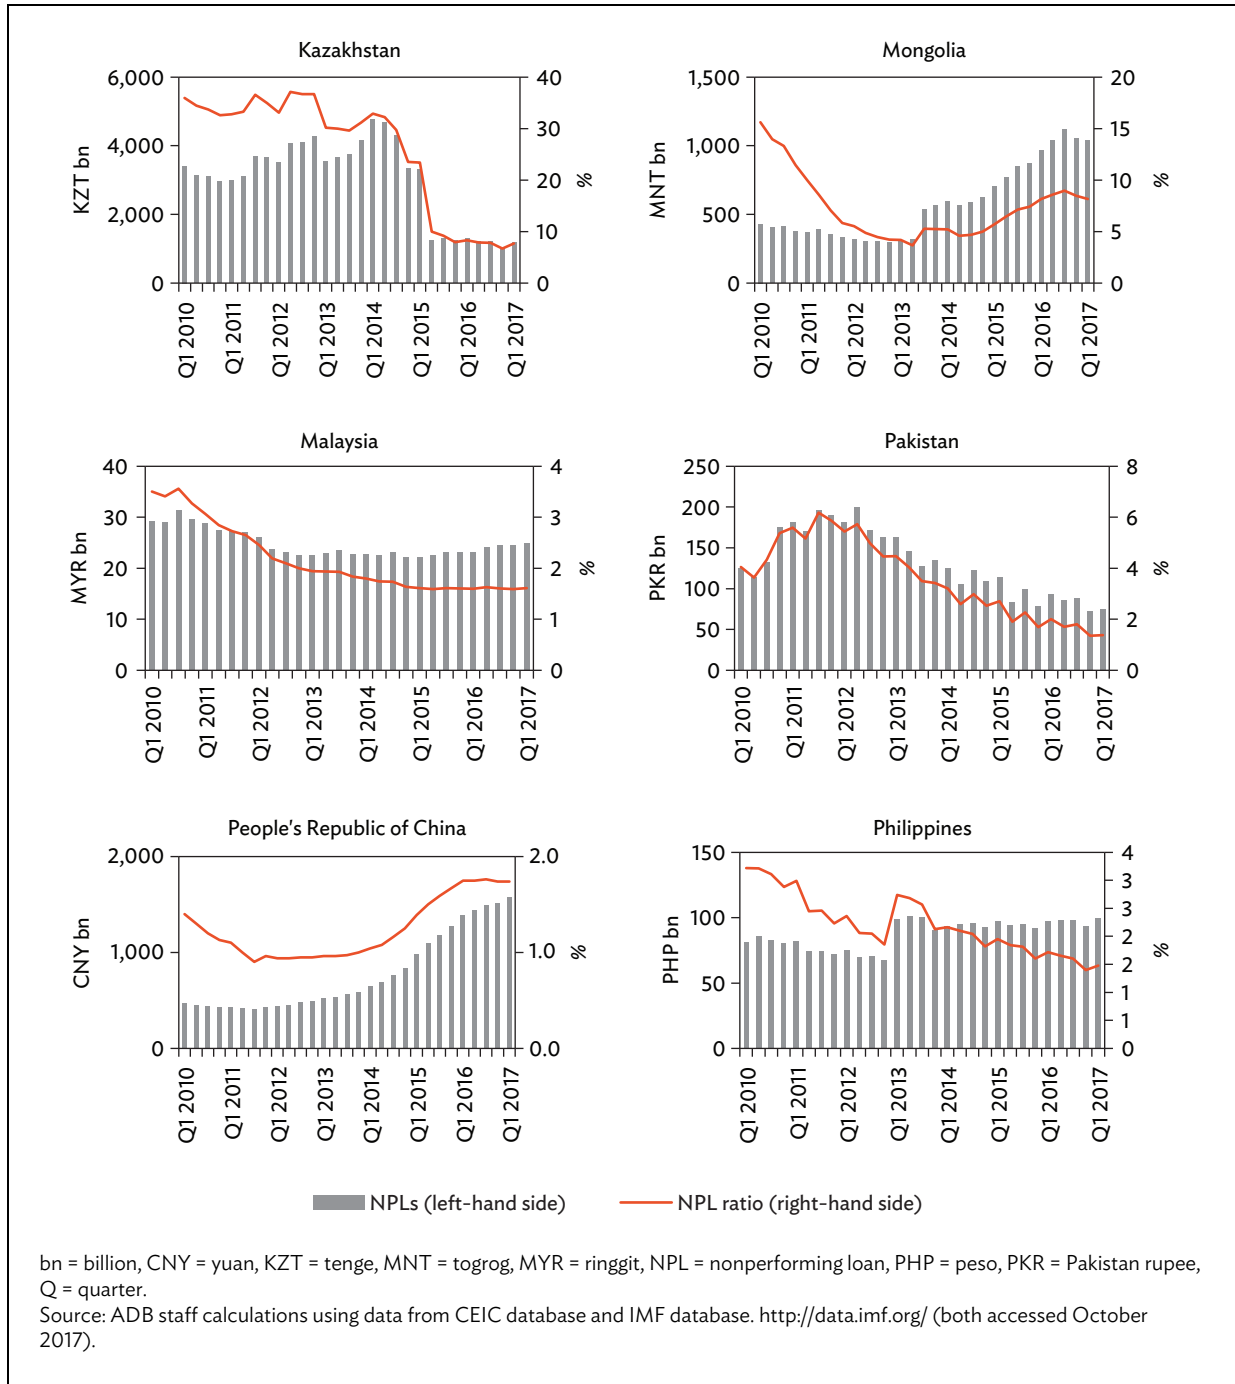 Kazakhstan
6,000
4,000
2,000
0
KZT bn
40
30
20
10
0
%
Q1 2010
Q1 2011
Q1 2012
Q1 2013
Q1 2014
Q1 2015
Q1 2016
Q1 2017
Mongolia
1,500
1,000
500
0
MNT bn
20
15
10
5
0
%
Q1 2010
Q1 2011
Q1 2012
Q1 2013
Q1 2014
Q1 2015
Q1 2016
Q1 2017
Malaysia
40
30
20
10
0
MYR bn
4
3
2
1
0
%
Q1 2010
Q1 2011
Q1 2012
Q1 2013
Q1 2014
Q1 2015
Q1 2016
Q1 2017
Pakistan
250
200
150
100
50
0
PKR bn
8
6
4
2
0
%
Q1 2010
Q1 2011
Q1 2012
Q1 2013
Q1 2014
Q1 2015
Q1 2016
Q1 2017
People's Republic of China
2,000
1,000
0
CNY bn
2.0
1.0
0.0
%
Q1 2010
Q1 2011
Q1 2012
Q1 2013
Q1 2014
Q1 2015
Q1 2016
Q1 2017
Philippines
150
100
50
0
PHP bn
4
3
3
2
2
1
1
0
%
Q1 2010
Q1 2011
Q1 2012
Q1 2013
Q1 2014
Q1 2015
Q1 2016
Q1 2017
NPLs (left-hand side)
NPL ratio (right-hand side)
bn = billion, CNY = yuan, KZT = tenge, MNT = togrog, MYR = ringgit, NPL = nonperforming loan, PHP = peso, PKR = Pakistan rupee,
Q = quarter.
Source: ADB staff calculations using data from CEIC database and IMF database. http://data.imf.org/ (both accessed October
2017).